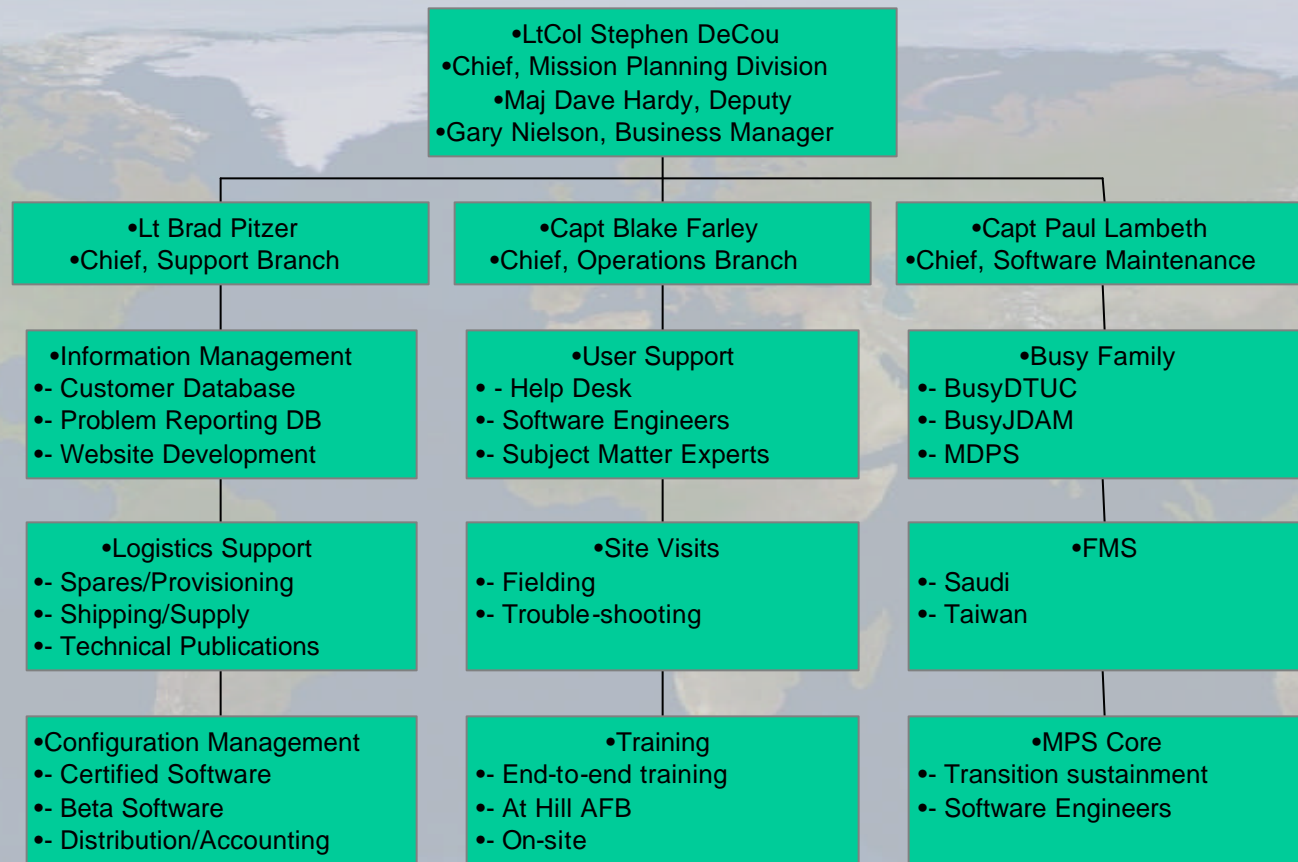 •LtCol Stephen DeCou
•Chief, Mission Planning Division
•Maj Dave Hardy, Deputy
•Gary Nielson, Business Manager
•Lt Brad Pitzer
•Chief, Support Branch
•Capt Blake Farley
•Chief, Operations Branch
•Capt Paul Lambeth
•Chief, Software Maintenance
•Information Management
•- Customer Database
•- Problem Reporting DB
•- Website Development
•User Support
• - Help Desk
•- Software Engineers
•- Subject Matter Experts
•Busy Family
•- BusyDTUC
•- BusyJDAM
•- MDPS
•Logistics Support
•- Spares/Provisioning
•- Shipping/Supply
•- Technical Publications
•Site Visits
•- Fielding
•- Trouble-shooting
•FMS
•- Saudi
•- Taiwan
•Configuration Management
•- Certified Software
•- Beta Software
•- Distribution/Accounting
•Training
•- End-to-end training
•- At Hill AFB
•- On-site
•MPS Core
•- Transition sustainment
•- Software Engineers